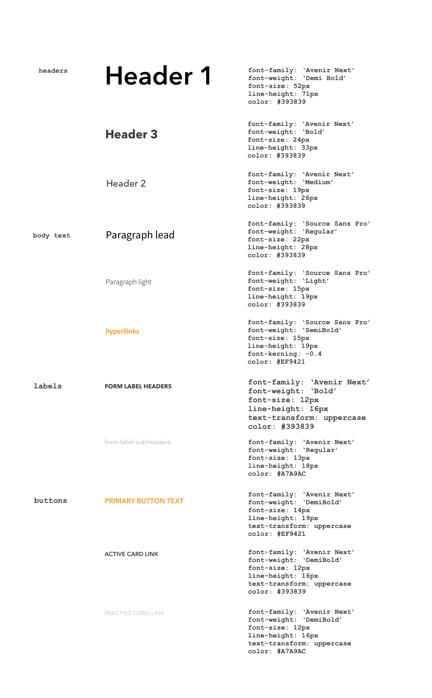 headers
Header 1
font-family: ‘Avenir Next’
font-weight: ‘Demi Bold’
font-size: 52px
line-height: 71px
color: #393839
Header 3
font-family: ‘Avenir Next’
font-weight: ‘Bold’
font-size: 24px
line-height: 33px
color: #393839
Header 2
font-family: ‘Avenir Next’
font-weight: ‘Medium’
font-size: 19px
line-height: 26px
color: #393839
body text
Paragraph lead
font-family: ‘Source Sans Pro’
font-weight: ‘Regular’
font-size: 22px
line-height: 28px
color: #393839
Paragraph light
font-family: ‘Source Sans Pro’
font-weight: ‘Light’
font-size: 15px
line-height: 19px
color: #393839
hyperllinks
font-family: ‘Source Sans Pro’
font-weight: ‘SemiBold’
font-size: 15px
line-height: 19px
font-kerning: -0.4
color: #EF9421
labels
FORM LABEL HEADERS
font-family: ‘Avenir Next’
font-weight: ‘Bold’
font-size: 12px
line-height: 16px
text-transform: uppercase
color: #393839
form label subheaders
font-family: ‘Avenir Next’
font-weight: ‘Regular’
font-size: 13px
line-height: 18px
color: #A7A9AC
buttons
PRIMARY BUTTON TEXT
font-family: ‘Avenir Next’
font-weight: ‘DemiBold’
font-size: 14px
line-height: 19px
text-transform: uppercase
color: #EF9421
ACTIVE CARD LINK
font-family: ‘Avenir Next’
font-weight: ‘DemiBold’
font-size: 12px
line-height: 16px
text-transform: uppercase
color: #393839
INACTIVE CARD LINK
font-family: ‘Avenir Next’
font-weight: ‘DemiBold’
font-size: 12px
line-height: 16px
text-transform: uppercase
color: #A7A9AC